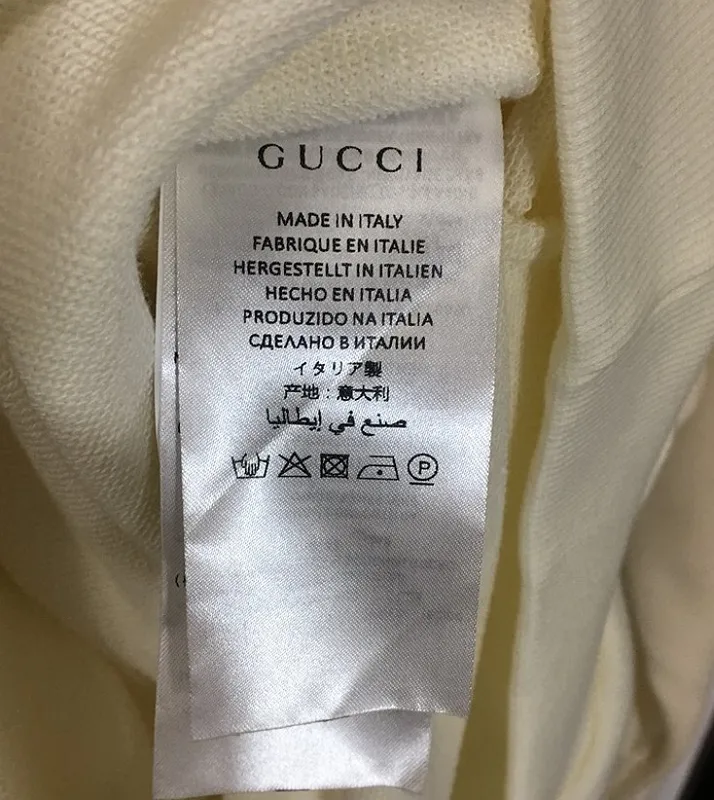 GUCCI
MADE IN ITALY
FABRIQUE EN ITALIE
HERGESTELLT IN ITALIEN
HECHO EN ITALIA
PRODUZIDO NA ITALIA
СДЕЛАНО В ИТАЛИИ
イタリア製
产地：意大利
صنع في إيطاليا
P